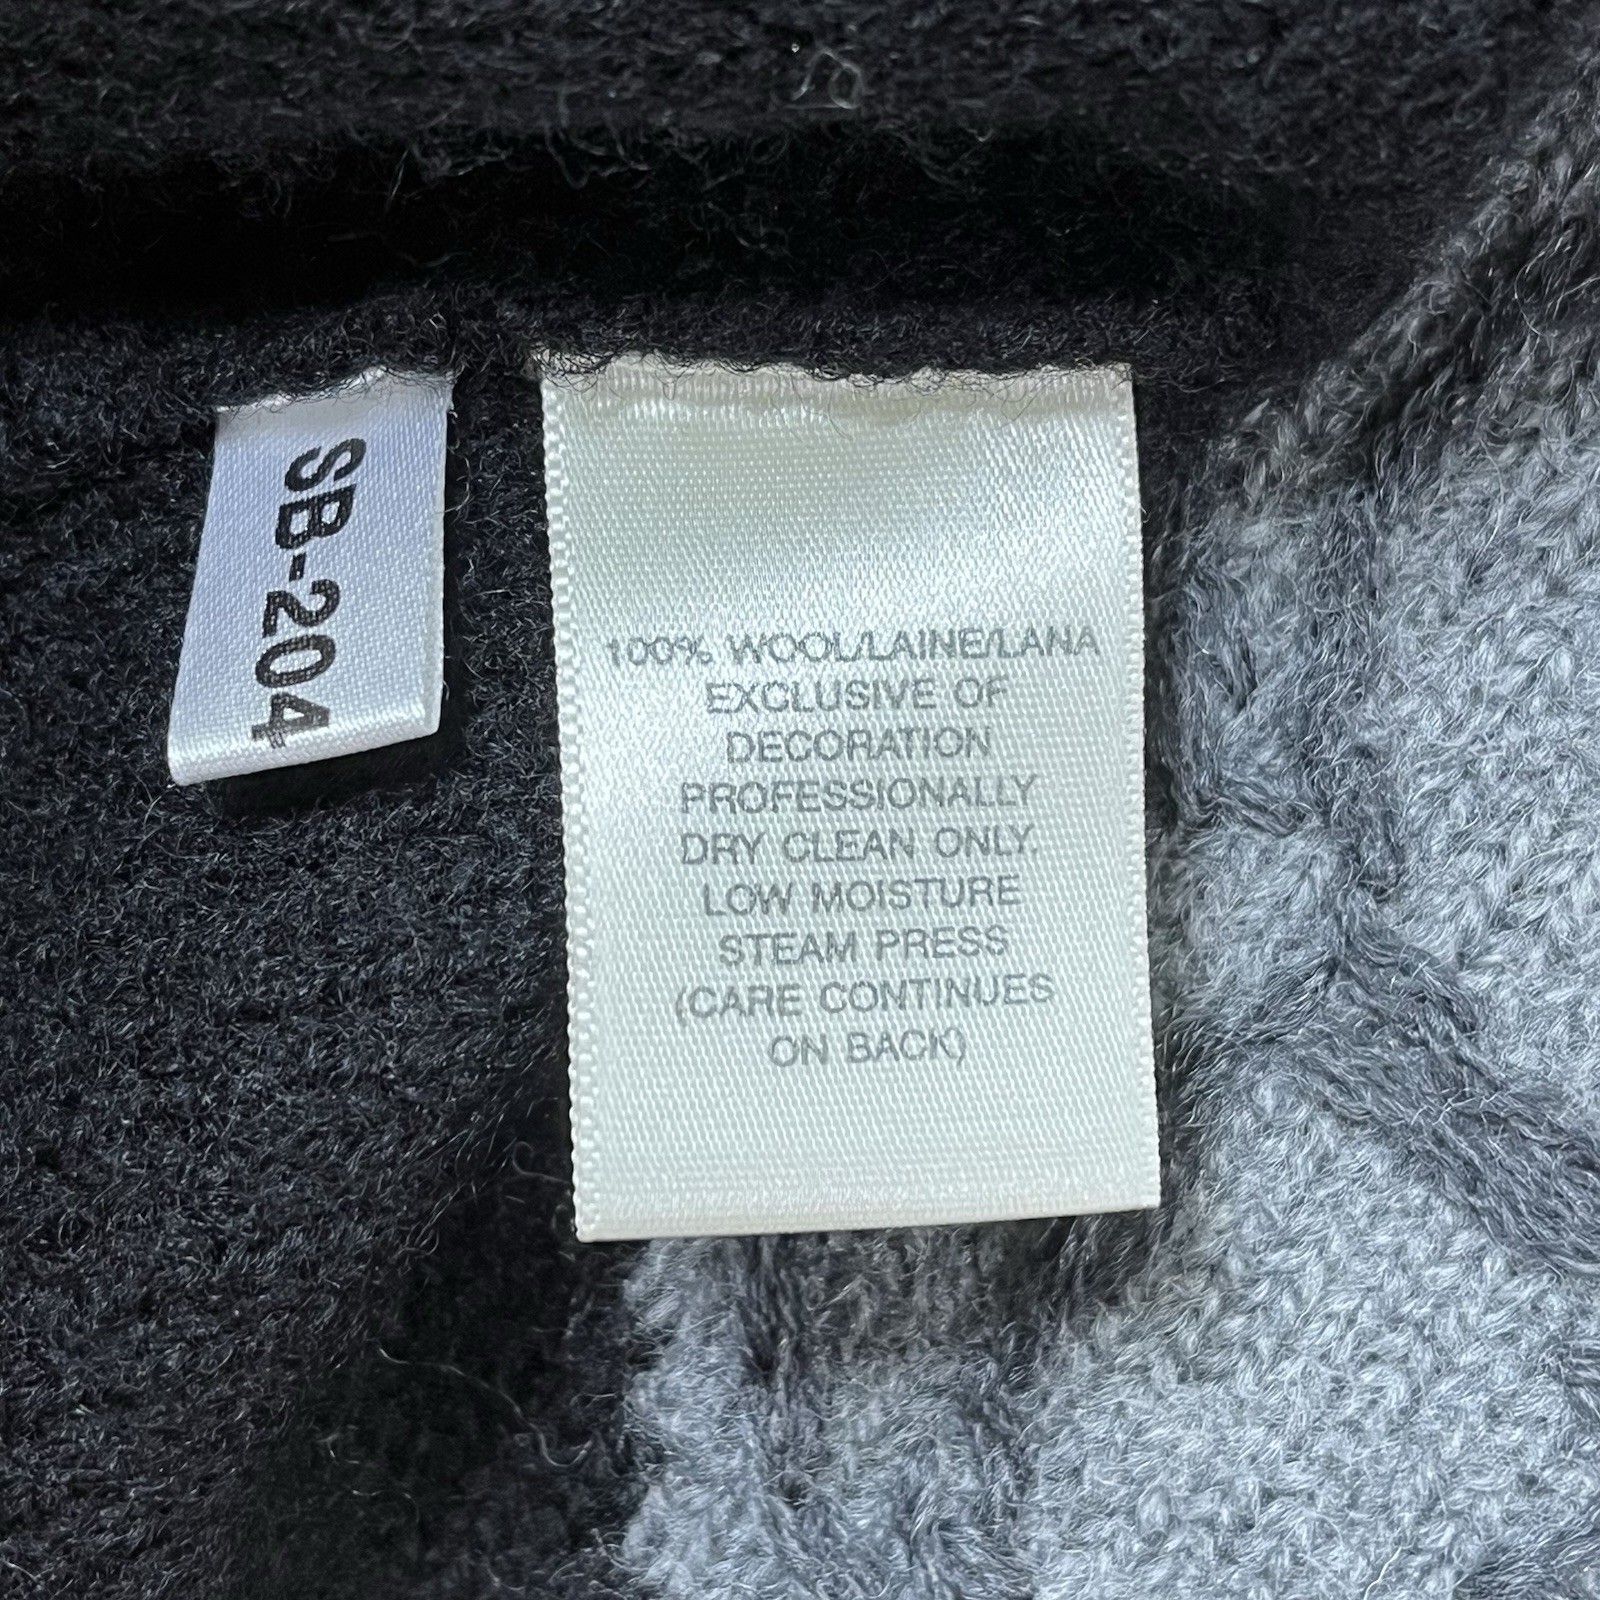 SB-204
100% WOOL/LAINE/LANA
EXCLUSIVE OF
DECORATION
PROFESSIONALLY
DRY CLEAN ONLY.
LOW MOISTURE
STEAM PRESS
(CARE CONTINUES
ON BACK)